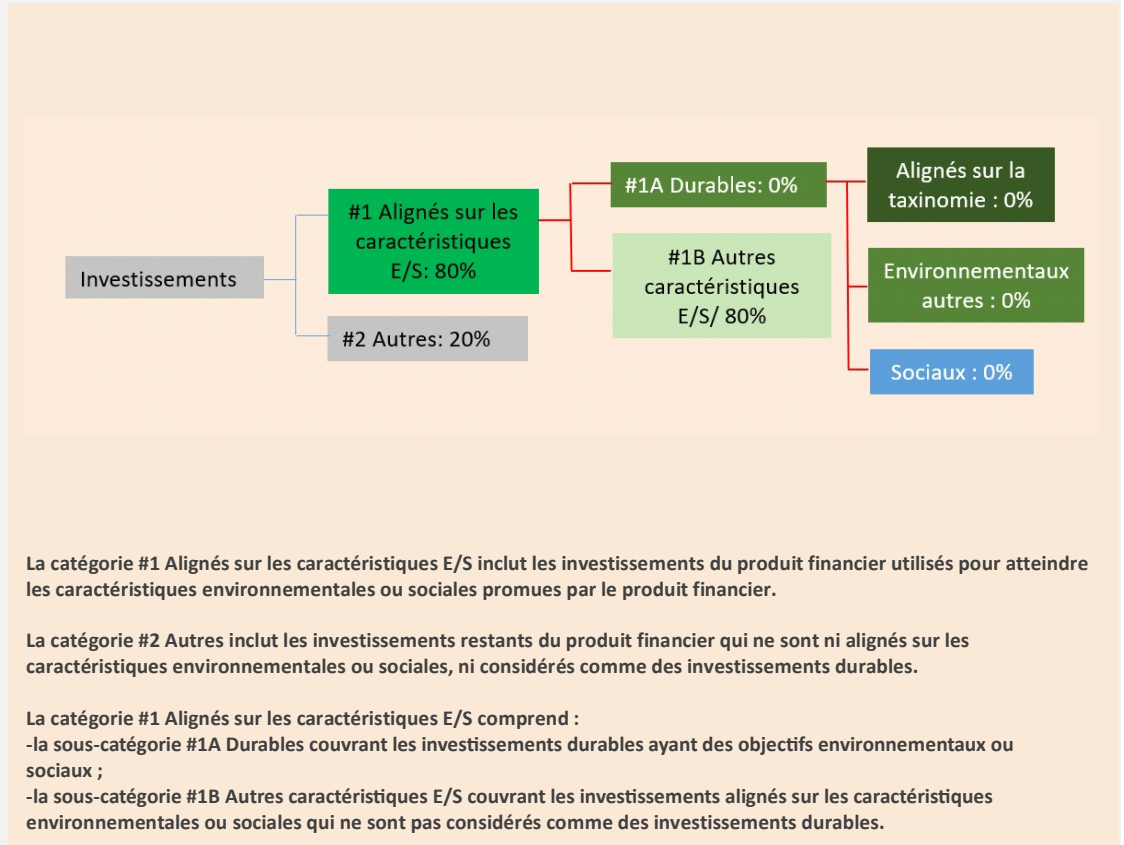 Investissements
#1 Alignés sur les
caractéristiques
E/S: 80%
#2 Autres: 20%
#1A Durables: 0%
#1B Autres
caractéristiques
E/S/ 80%
Alignés sur la
taxinomie : 0%
Environnementaux
autres : 0%
Sociaux : 0%
La catégorie #1 Alignés sur les caractéristiques E/S inclut les investissements du produit financier utilisés pour atteindre
les caractéristiques environnementales ou sociales promues par le produit financier.
La catégorie #2 Autres inclut les investissements restants du produit financier qui ne sont ni alignés sur les
caractéristiques environnementales ou sociales, ni considérés comme des investissements durables.
La catégorie #1 Alignés sur les caractéristiques E/S comprend :
-la sous-catégorie #1A Durables couvrant les investissements durables ayant des objectifs environnementaux ou
sociaux ;
-la sous-catégorie #1B Autres caractéristiques E/S couvrant les investissements alignés sur les caractéristiques
environnementales ou sociales qui ne sont pas considérés comme des investissements durables.